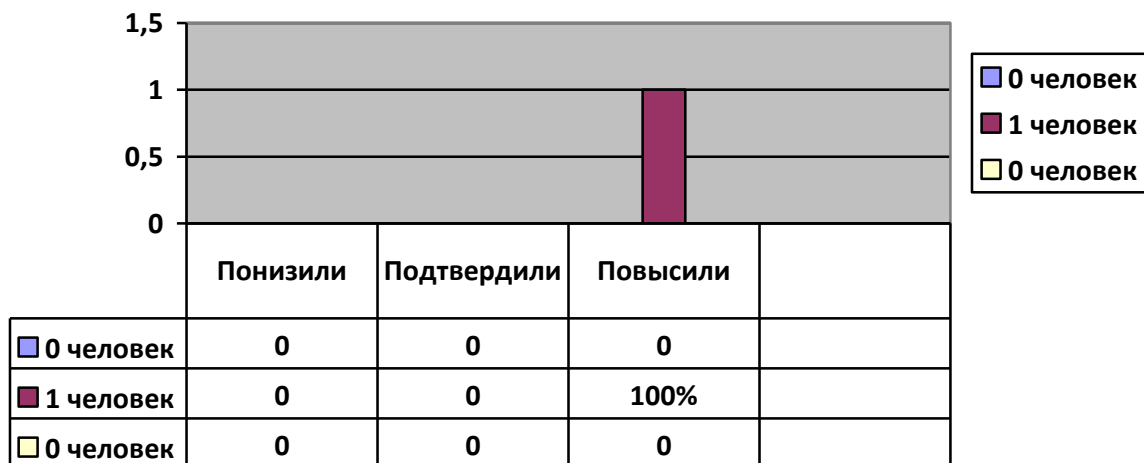 1,5
1
0,5
0
0 человек
1 человек
0 человек
Понизили Подтвердили Повысили
0 человек 0 0 0
1 человек 0 0 100%
0 человек 0 0 0